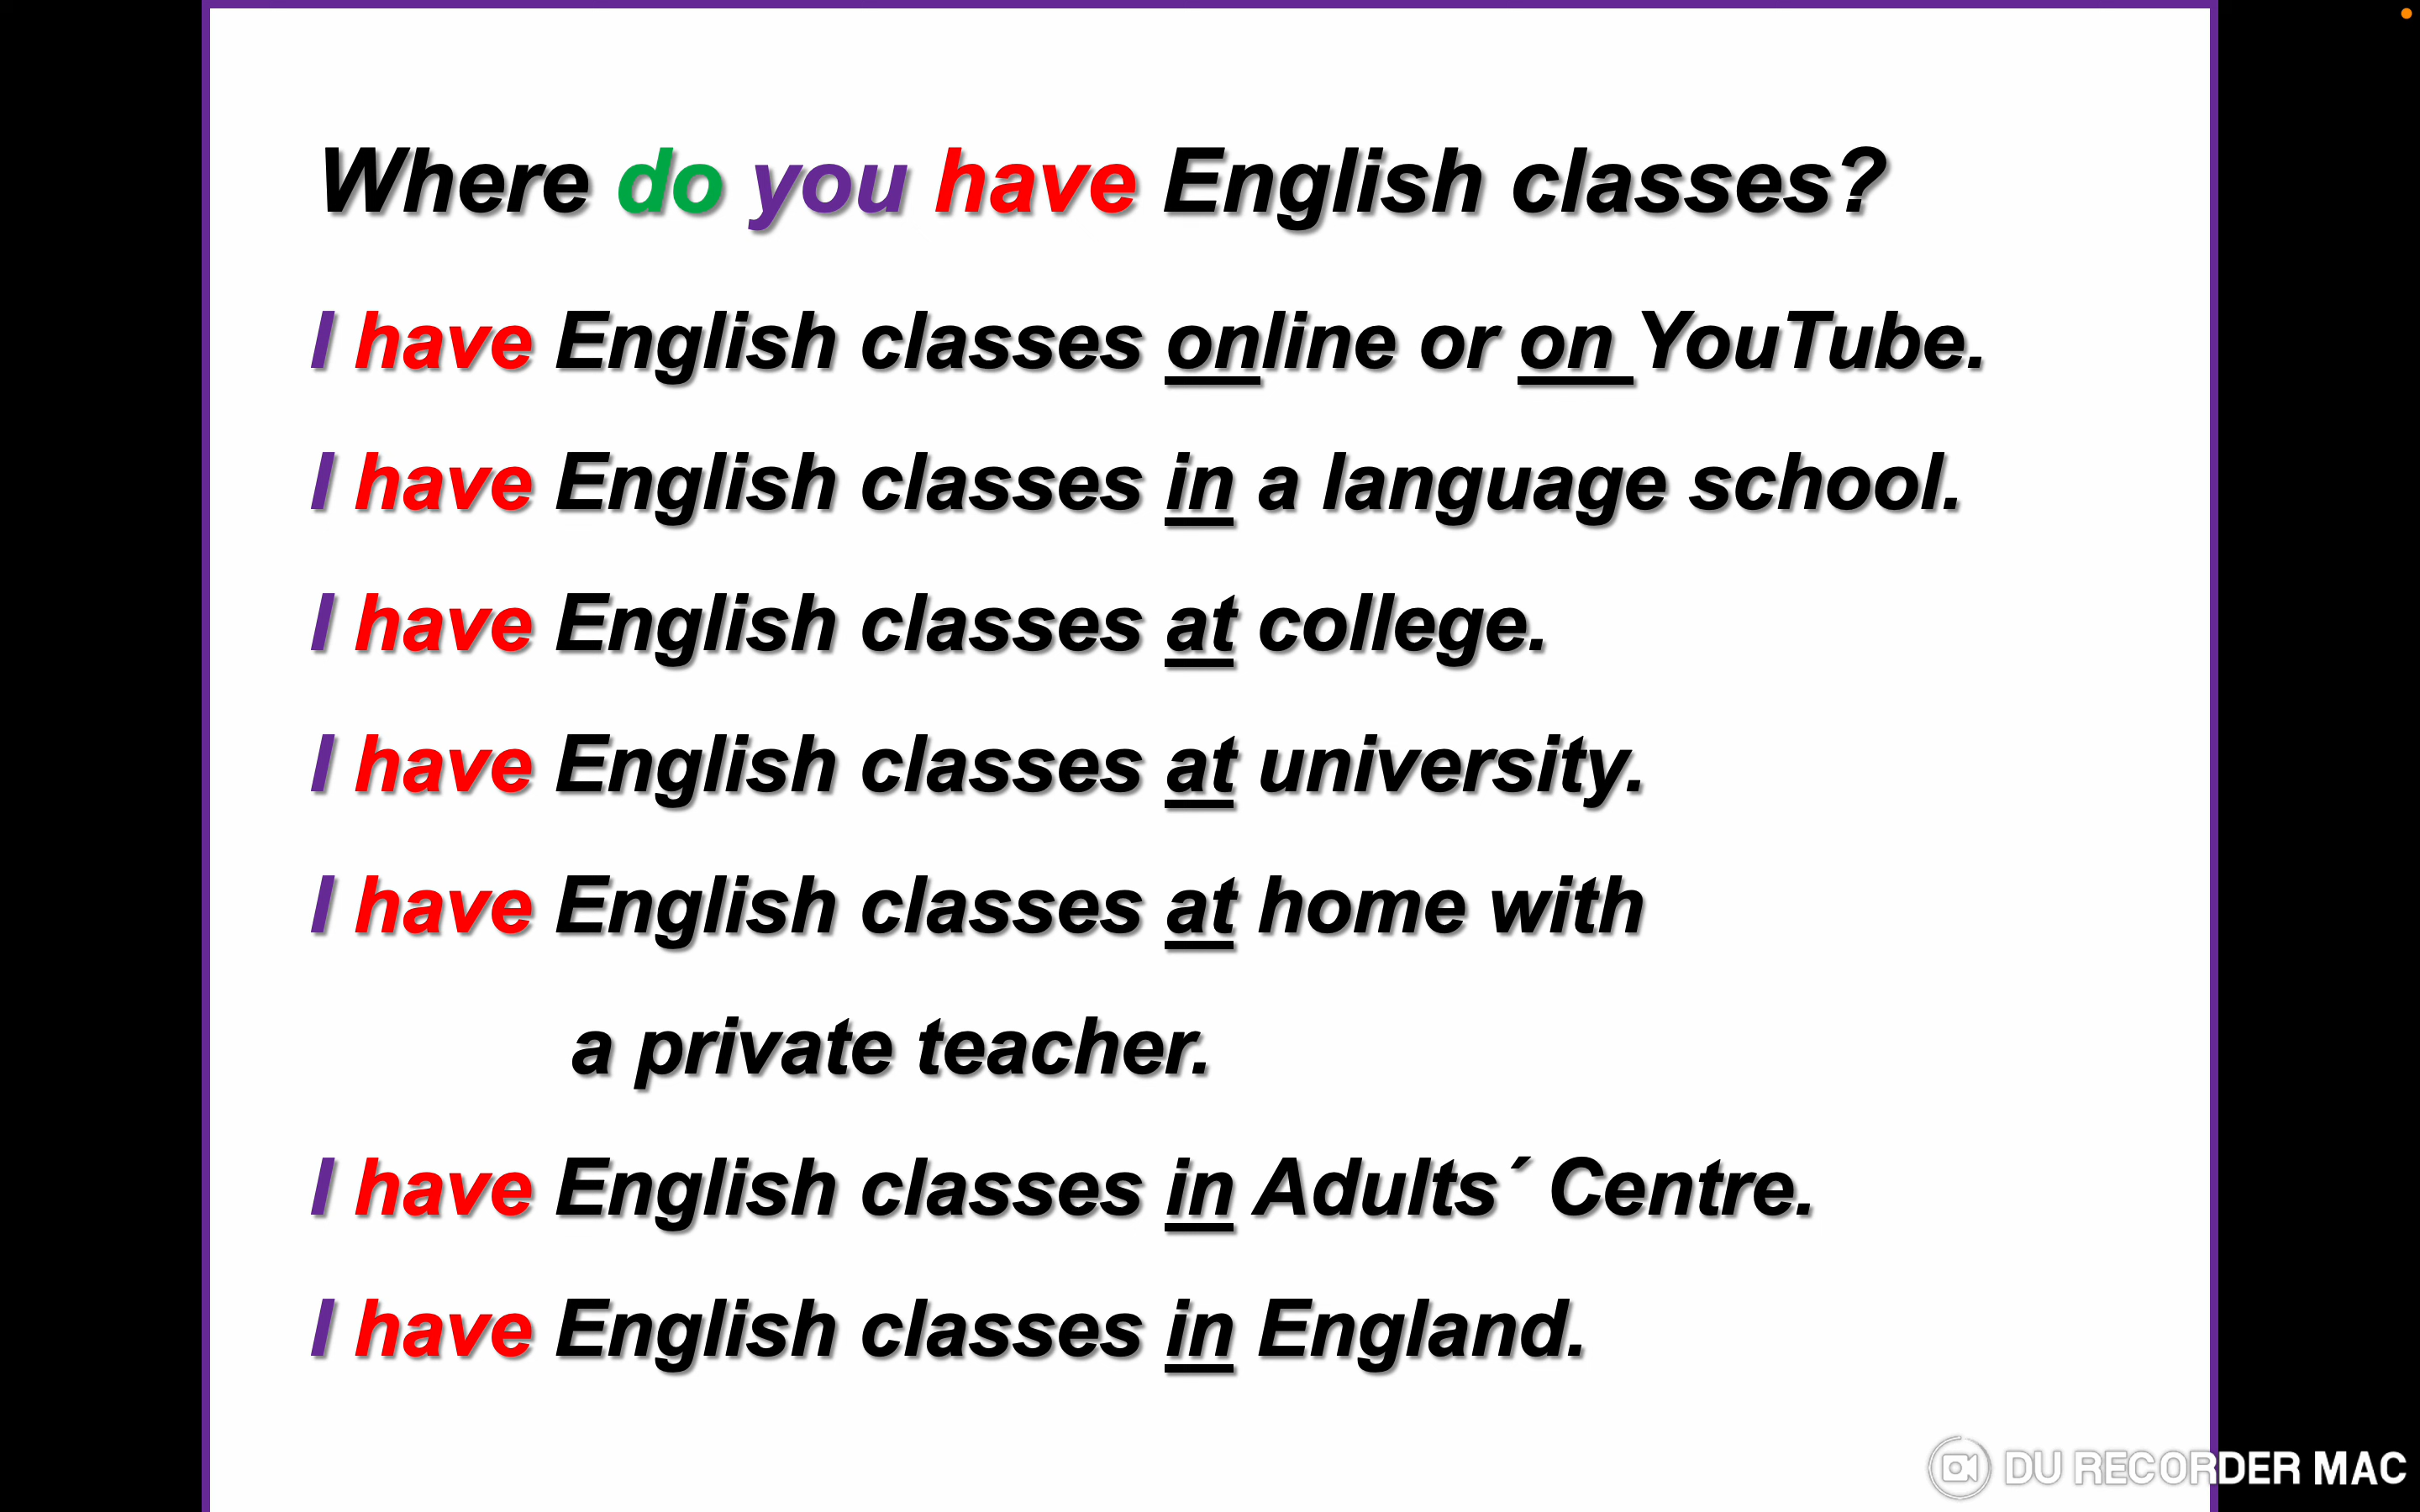 Where do you have English classes?
I have English classes online or on YouTube.
I have English classes in a language school.
I have English classes at college.
I have English classes at university.
I have English classes at home with
a private teacher.
I have English classes in Adults´ Centre.
I have English classes in England.
DU RECORDER MAC